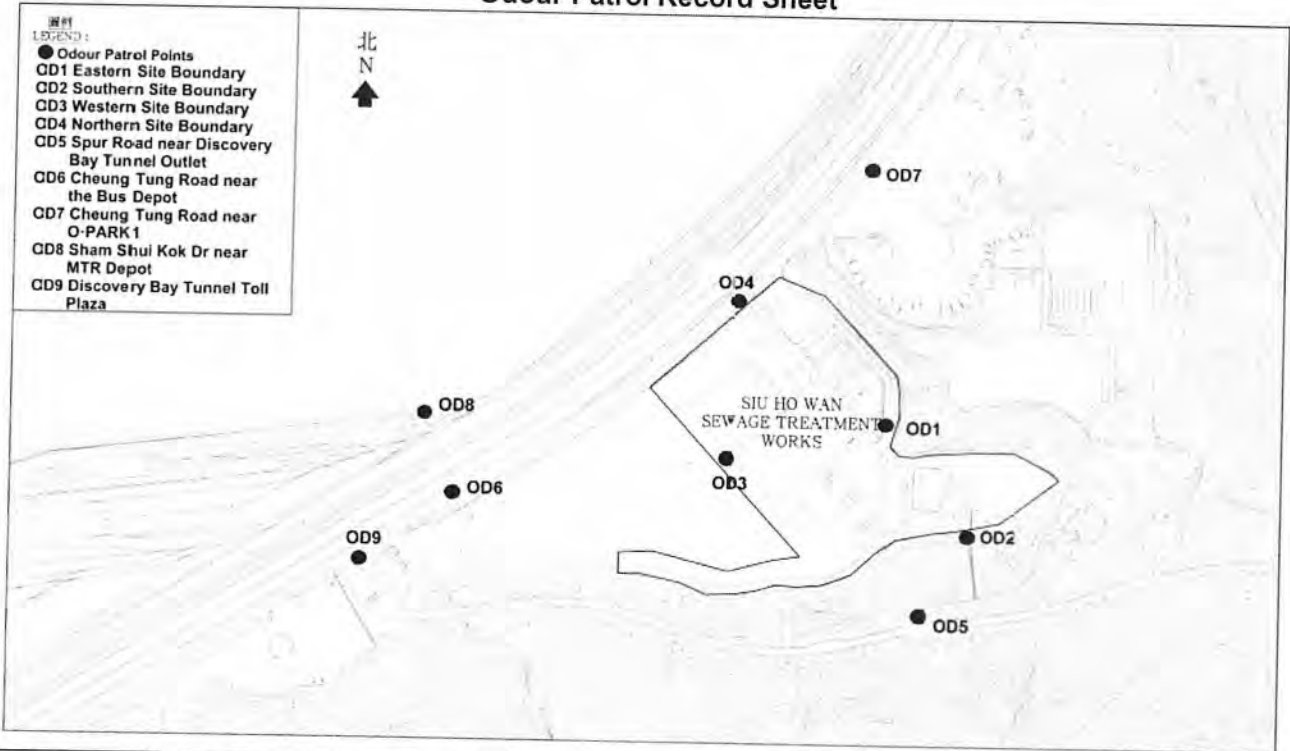 Odour Patrol Record Sheet
圖例
LEGEND :
Odour Patrol Points
OD1 Eastern Site Boundary
OD2 Southern Site Boundary
OD3 Western Site Boundary
OD4 Northern Site Boundary
OD5 Spur Road near Discovery
Bay Tunnel Outlet
OD6 Cheung Tung Road near
the Bus Depot
OD7 Cheung Tung Road near
O·PARK1
OD8 Sham Shui Kok Dr near
MTR Depot
OD9 Discovery Bay Tunnel Toll
Plaza
北
N
OD7
OD4
OD8
SIU HO WAN
SEWAGE TREATMENT
WORKS
OD1
OD3
OD6
OD2
OD9
OD5